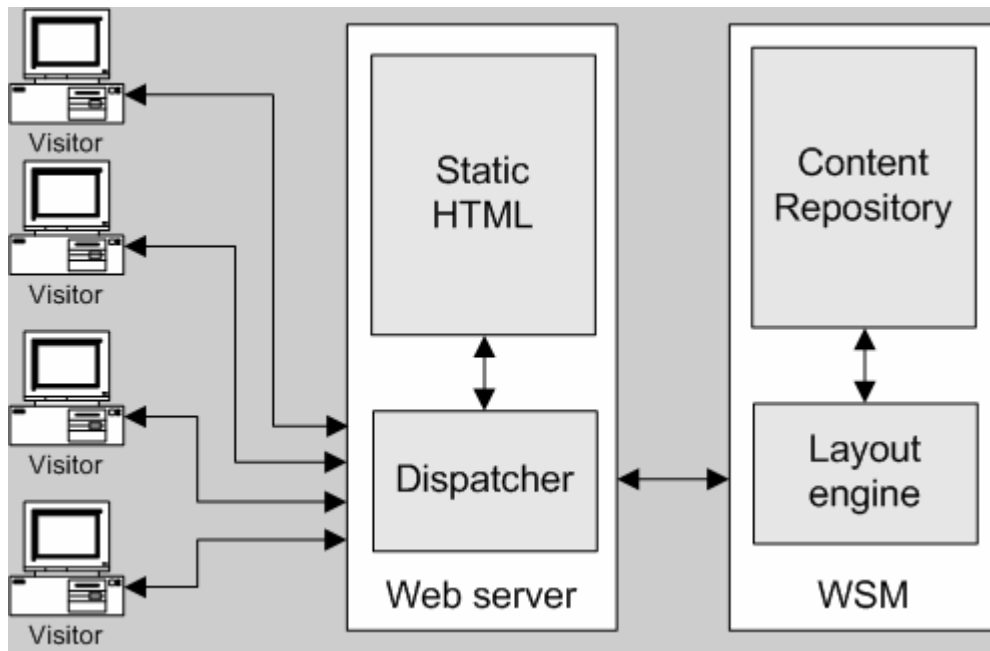 Visitor
Visitor
Visitor
Visitor
Static
HTML
Dispatcher
Web server
Content
Repository
Layout
engine
WSM